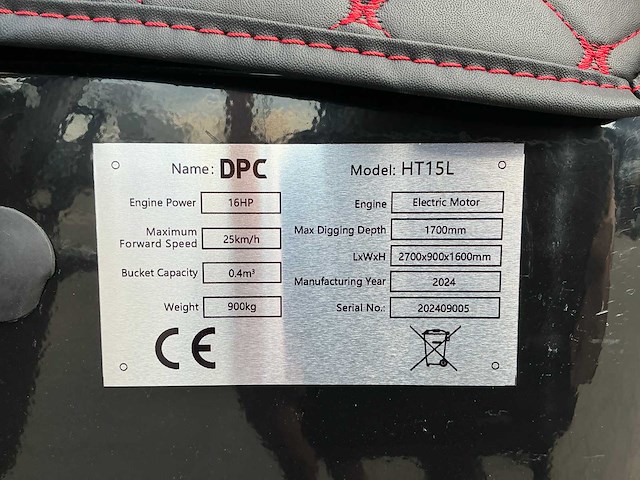 Name: DPC Model: HT15L
Engine Power 16HP Engine Electric Motor
Maximum
Forward Speed 25km/h Max Digging Depth 1700mm
Bucket Capacity 0.4m³ LxWxH 2700x900x1600mm
Manufacturing Year 2024
Weight 900kg Serial No.: 202409005
CE